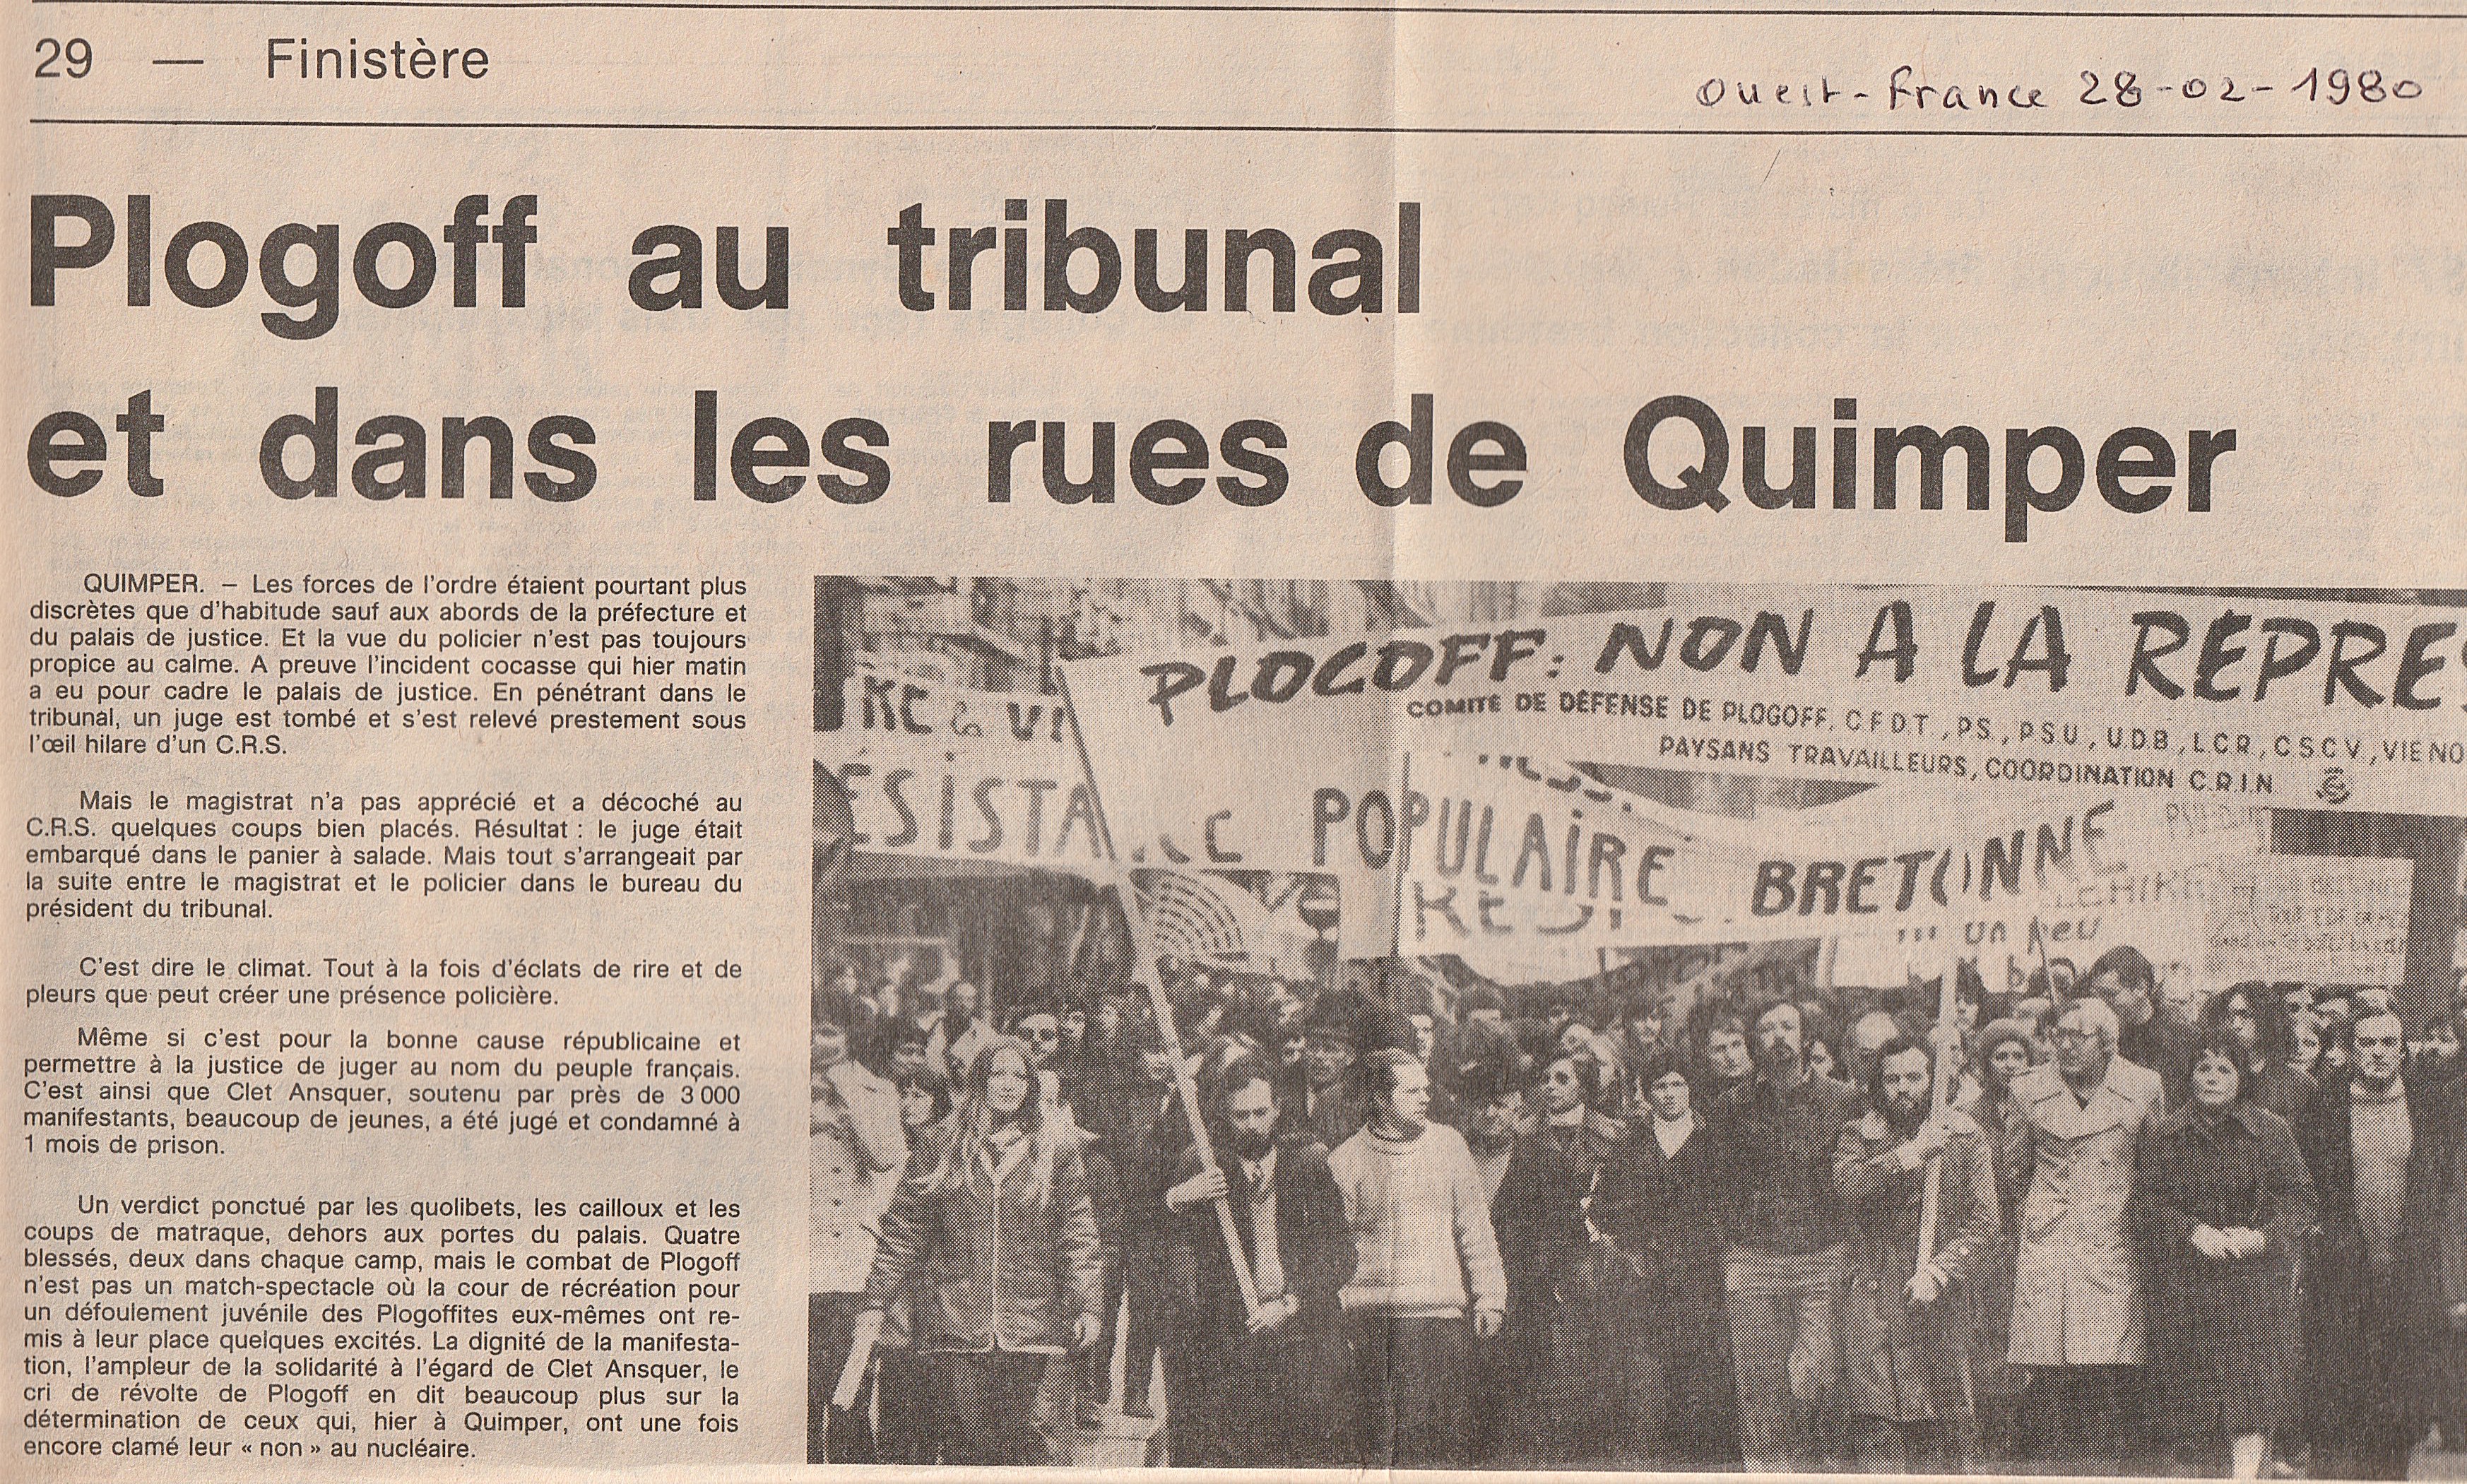 29 — Finistère
Ouest-France 28-02-1980
Plogoff au tribunal
et dans les rues de Quimper
QUIMPER. – Les forces de l'ordre étaient pourtant plus
discrètes que d'habitude sauf aux abords de la préfecture et
du palais de justice. Et la vue du policier n'est pas toujours
propice au calme. A preuve l'incident cocasse qui hier matin
a eu pour cadre le palais de justice. En pénétrant dans le
tribunal, un juge est tombé et s'est relevé prestement sous
l'œil hilare d'un C.R.S.
Mais le magistrat n'a pas apprécié et a décoché au
C.R.S. quelques coups bien placés. Résultat : le juge était
embarqué dans le panier à salade. Mais tout s'arrangeait par
la suite entre le magistrat et le policier dans le bureau du
président du tribunal.
C'est dire le climat. Tout à la fois d'éclats de rire et de
pleurs que peut créer une présence policière.
Même si c'est pour la bonne cause républicaine et
permettre à la justice de juger au nom du peuple français.
C'est ainsi que Clet Ansquer, soutenu par près de 3 000
manifestants, beaucoup de jeunes, a été jugé et condamné à
1 mois de prison.
Un verdict ponctué par les quolibets, les cailloux et les
coups de matraque, dehors aux portes du palais. Quatre
blessés, deux dans chaque camp, mais le combat de Plogoff
n'est pas un match-spectacle où la cour de récréation pour
un défoulement juvénile des Plogoffites eux-mêmes ont re-
mis à leur place quelques excités. La dignité de la manifesta-
tion, l'ampleur de la solidarité à l'égard de Clet Ansquer, le
cri de révolte de Plogoff en dit beaucoup plus sur la
détermination de ceux qui, hier à Quimper, ont une fois
encore clamé leur « non » au nucléaire.
PLOGOFF: NON A LA RÉPRES
COMITÉ DE DÉFENSE DE PLOGOFF, C F D T, P S, P S U, U D B, L C R, C S C V, VIE NO
PAYSANS TRAVAILLEURS, COORDINATION C.R.I.N.
ÉSISTANCE POPULAIRE BRETONNE
... un peu